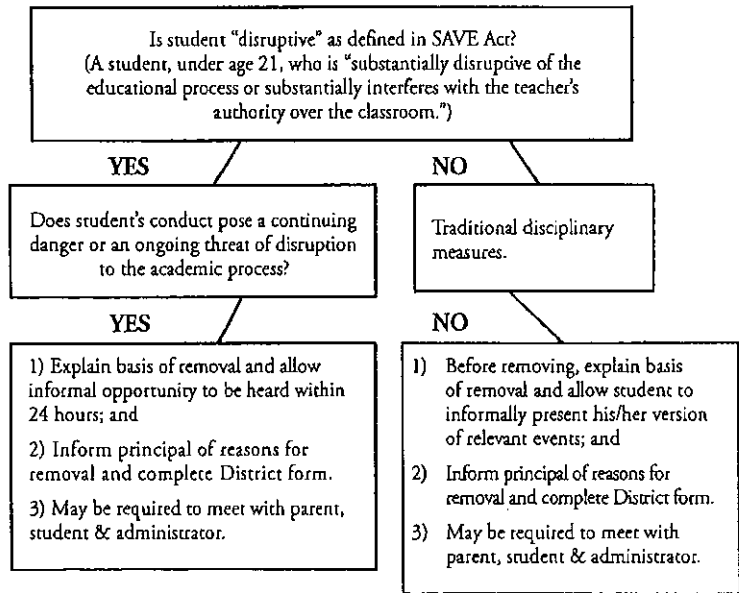 Is student “disruptive” as defined in SAVE Act?
(A student, under age 21, who is “substantially disruptive of the
educational process or substantially interferes with the teacher’s
authority over the classroom.”)
YES
NO
Does student’s conduct pose a continuing
danger or an ongoing threat of disruption
to the academic process?
Traditional disciplinary
measures.
YES
NO
1) Explain basis of removal and allow
informal opportunity to be heard within
24 hours; and
2) Inform principal of reasons for
removal and complete District form.
3) May be required to meet with parent,
student & administrator.
1) Before removing, explain basis
of removal and allow student to
informally present his/her version
of relevant events; and
2) Inform principal of reasons for
removal and complete District form.
3) May be required to meet with
parent, student & administrator.